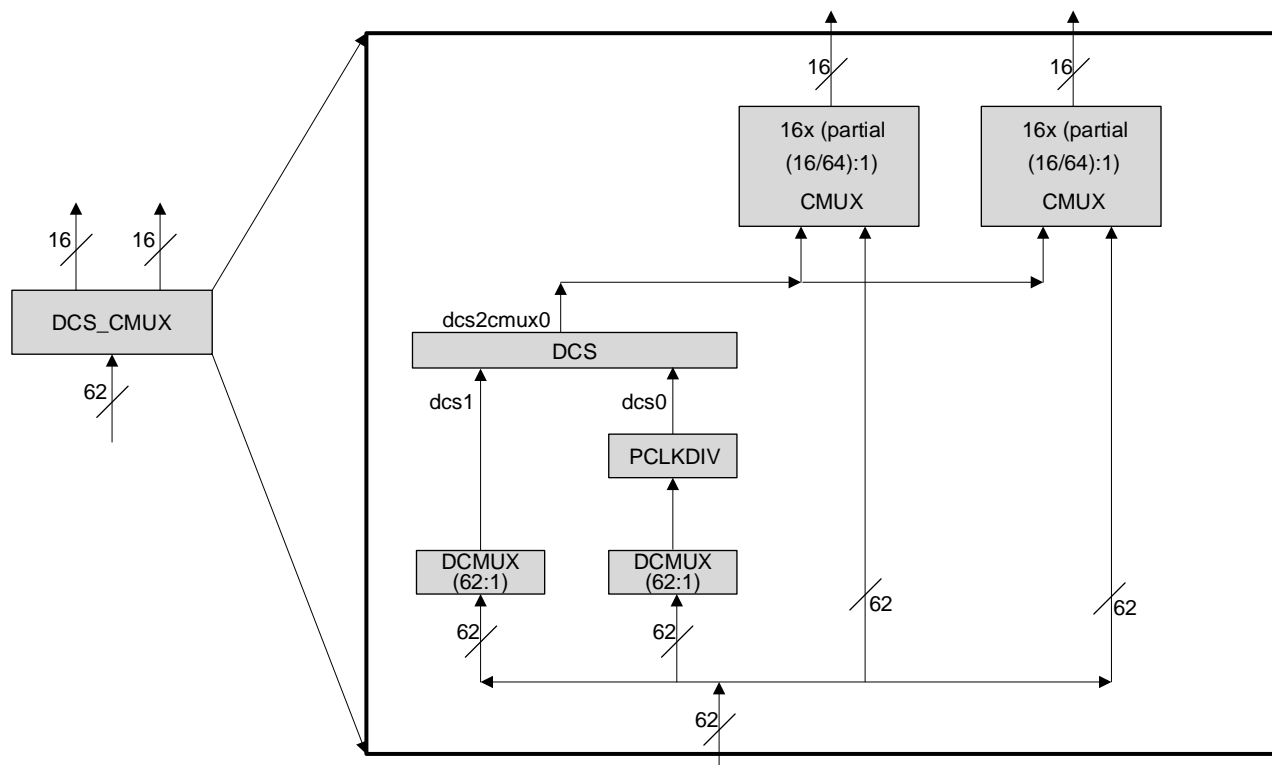 16
16
16x (partial
(16/64):1)
CMUX
16x (partial
(16/64):1)
CMUX
16
16
DCS_CMUX
62
dcs2cmux0
DCS
dcs1
dcs0
PCLKDIV
DCMUX
(62:1)
DCMUX
(62:1)
62
62
62
62
62